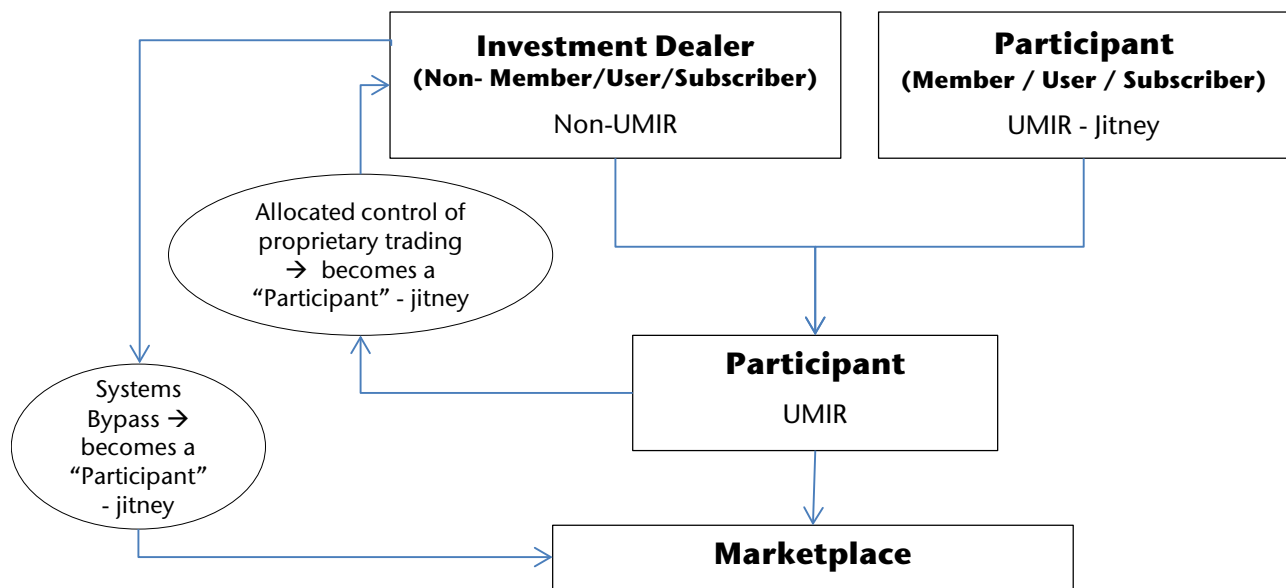 Investment Dealer
(Non- Member/User/Subscriber)
Non-UMIR
Participant
(Member / User / Subscriber)
UMIR - Jitney
Allocated control of
proprietary trading
→ becomes a
“Participant” - jitney
Participant
UMIR
Systems
Bypass →
becomes a
“Participant”
- jitney
Marketplace